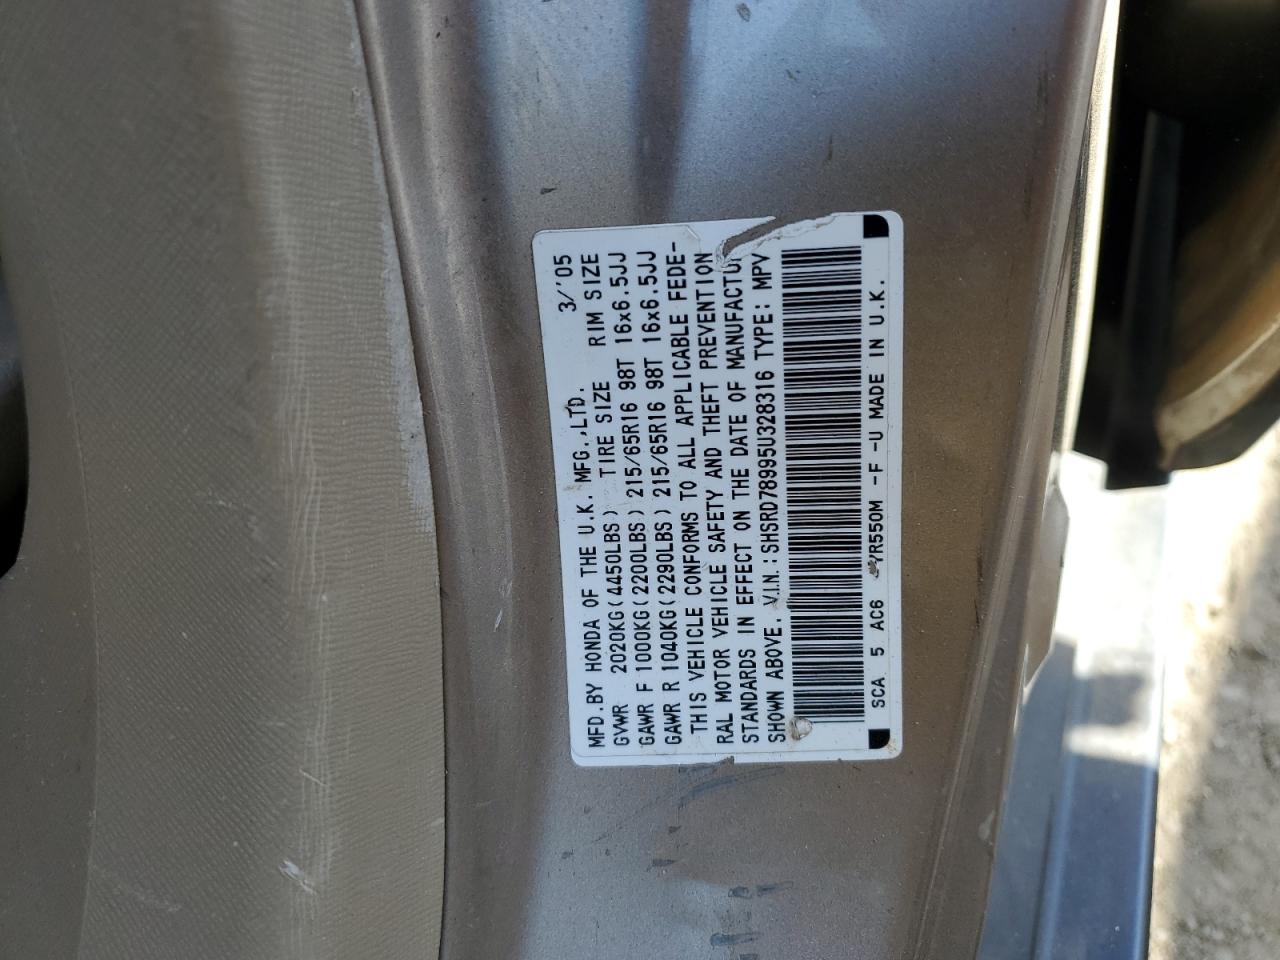 MFD.BY HONDA OF THE U.K. MFG.,LTD. 3/'05
GVWR 2020KG(4450LBS) TIRE SIZE RIM SIZE
GAWR F 1000KG(2200LBS) 215/65R16 98T 16x6.5JJ
GAWR R 1040KG(2290LBS) 215/65R16 98T 16x6.5JJ
THIS VEHICLE CONFORMS TO ALL APPLICABLE FEDE-
RAL MOTOR VEHICLE SAFETY AND THEFT PREVENTION
STANDARDS IN EFFECT ON THE DATE OF MANUFACTU
SHOWN ABOVE. V.I.N.:SHSRD78995U328316 TYPE: MPV
SCA 5 AC6 YR550M -F -U MADE IN U.K.